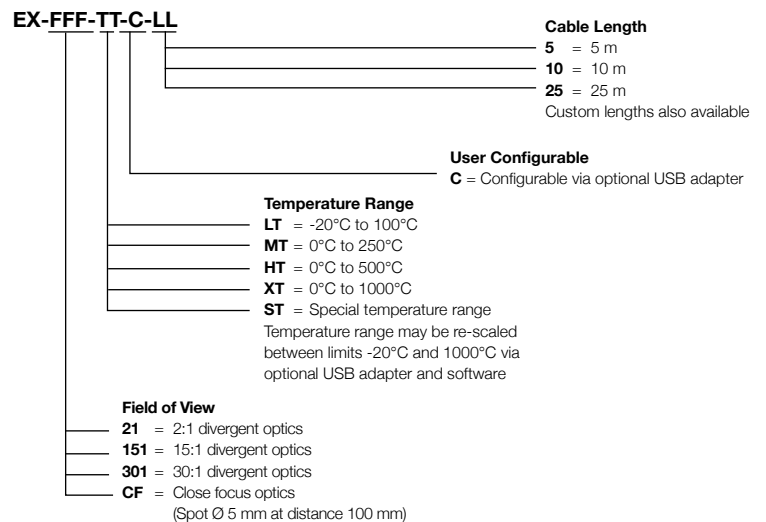 EX-FFF-TT-C-LL
Cable Length
5 = 5 m
10 = 10 m
25 = 25 m
Custom lengths also available
User Configurable
C = Configurable via optional USB adapter
Temperature Range
LT = -20°C to 100°C
MT = 0°C to 250°C
HT = 0°C to 500°C
XT = 0°C to 1000°C
ST = Special temperature range
Temperature range may be re-scaled
between limits -20°C and 1000°C via
optional USB adapter and software
Field of View
21 = 2:1 divergent optics
151 = 15:1 divergent optics
301 = 30:1 divergent optics
CF = Close focus optics
(Spot Ø 5 mm at distance 100 mm)